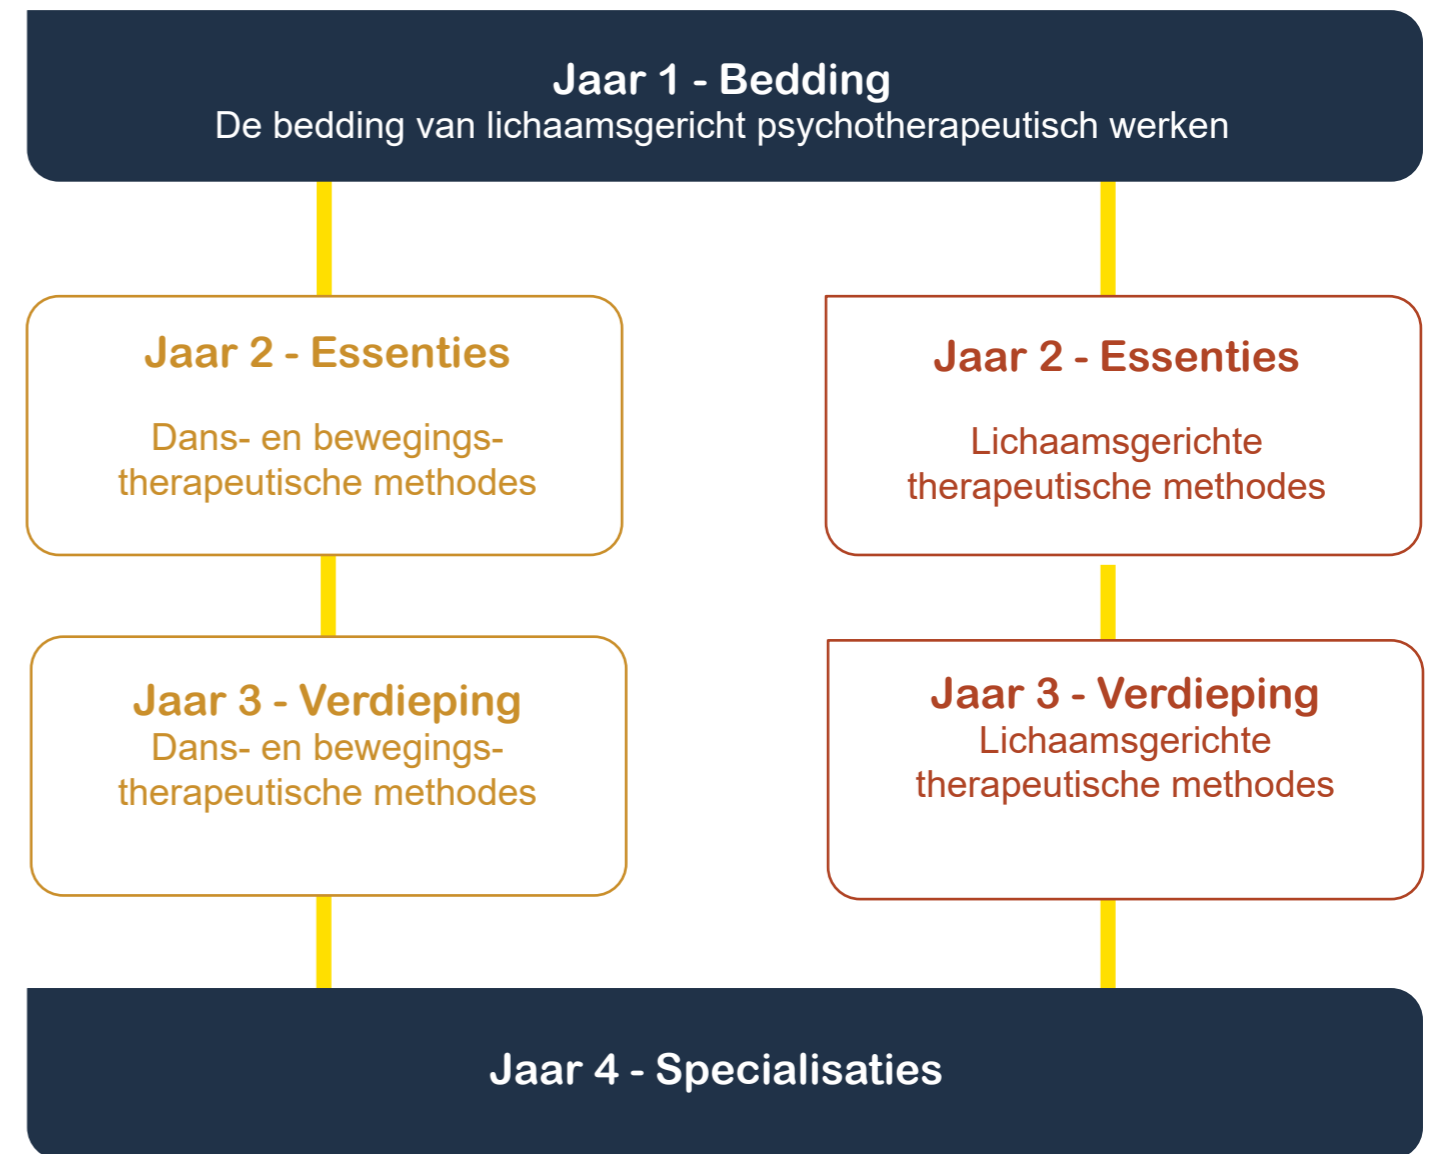 Jaar 1 - Bedding
De bedding van lichaamsgericht psychotherapeutisch werken
Jaar 2 - Essenties
Dans- en bewegings-
therapeutische methodes
Jaar 2 - Essenties
Lichaamsgerichte
therapeutische methodes
Jaar 3 - Verdieping
Dans- en bewegings-
therapeutische methodes
Jaar 3 - Verdieping
Lichaamsgerichte
therapeutische methodes
Jaar 4 - Specialisaties